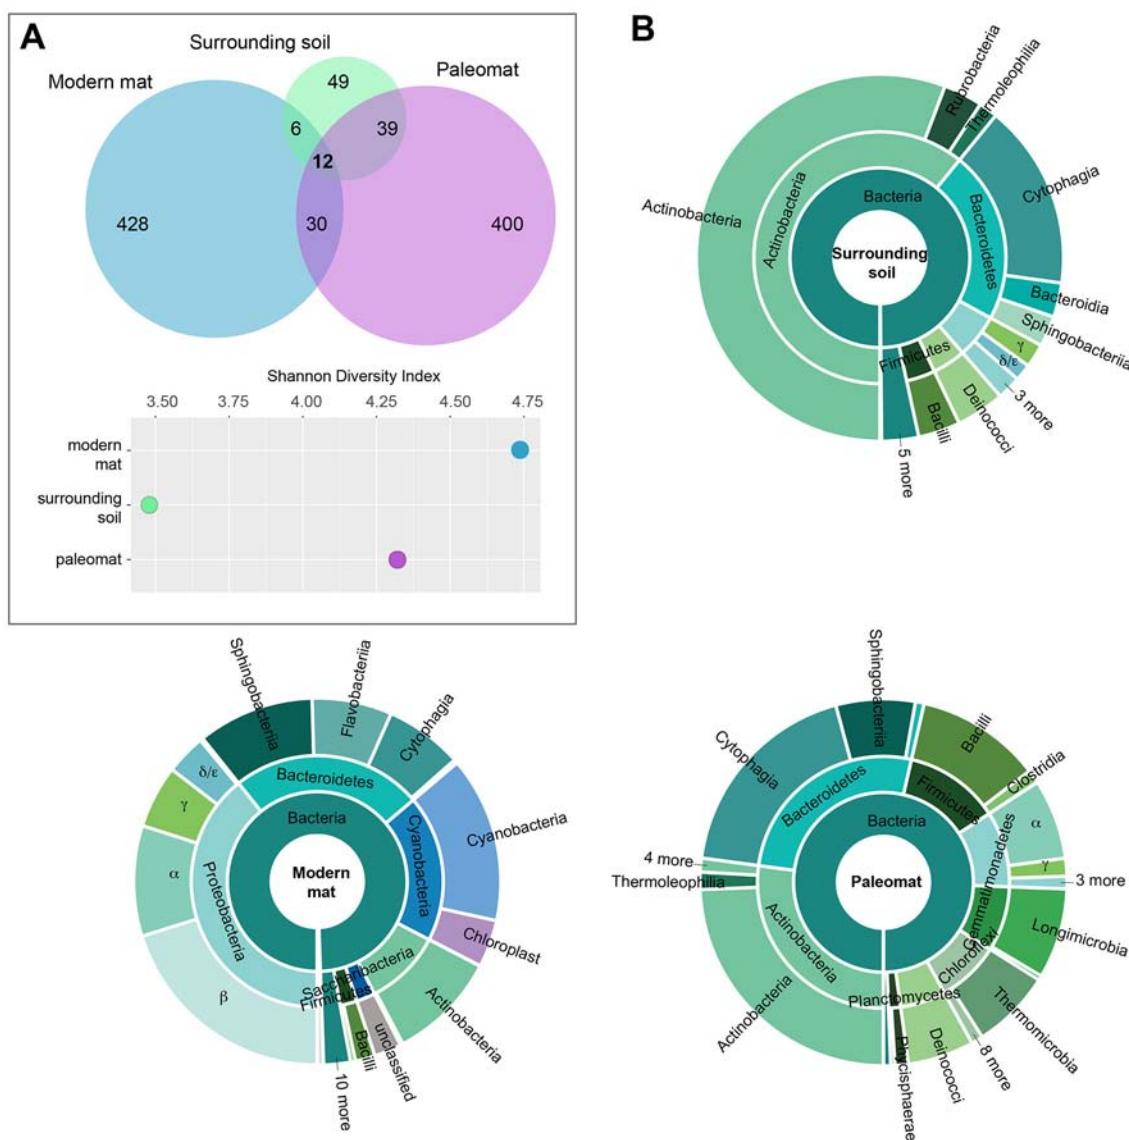 A
Surrounding soil
Modern mat
Paleomat
49
6
39
12
428
30
400
Shannon Diversity Index
3.50 3.75 4.00 4.25 4.50 4.75
modern
mat
surrounding
soil
paleomat
B
Rubrobacteria
Thermoleophilia
Cytophagia
Bacteroidia
Sphingobacteriia
γ
δ/ε
3 more
Deinococci
Bacilli
5 more
Actinobacteria
Actinobacteria
Bacteria
Bacteroidetes
Firmicutes
Surrounding
soil
Sphingobacteriia
Flavobacteriia
Cytophagia
Cyanobacteria
Chloroplast
Actinobacteria
unclassified
Bacilli
10 more
β
α
γ
δ/ε
Bacteroidetes
Cyanobacteria
Saccharibacteria
Firmicutes
Proteobacteria
Bacteria
Modern
mat
Sphingobacteriia
Bacilli
Clostridia
α
γ
3 more
Longimicrobia
Thermomicrobia
8 more
Deinococci
Phycisphaerae
Actinobacteria
Thermoleophilia
4 more
Cytophagia
Bacteroidetes
Firmicutes
Gemmatimonadetes
Chloroflexi
Planctomycetes
Actinobacteria
Bacteria
Paleomat